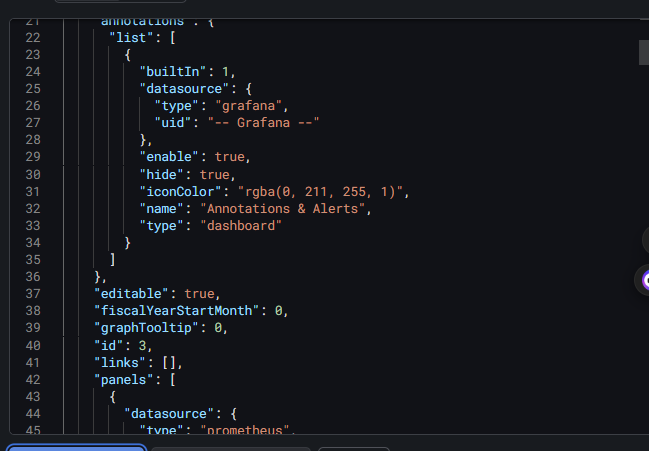 21 annotations": {
22 "list": [
23 {
24 "builtIn": 1,
25 "datasource": {
26 "type": "grafana",
27 "uid": "-- Grafana --"
28 },
29 "enable": true,
30 "hide": true,
31 "iconColor": "rgba(0, 211, 255, 1)",
32 "name": "Annotations & Alerts",
33 "type": "dashboard"
34 }
35 ]
36 },
37 "editable": true,
38 "fiscalYearStartMonth": 0,
39 "graphTooltip": 0,
40 "id": 3,
41 "links": [],
42 "panels": [
43 {
44 "datasource": {
45 "type": "prometheus",